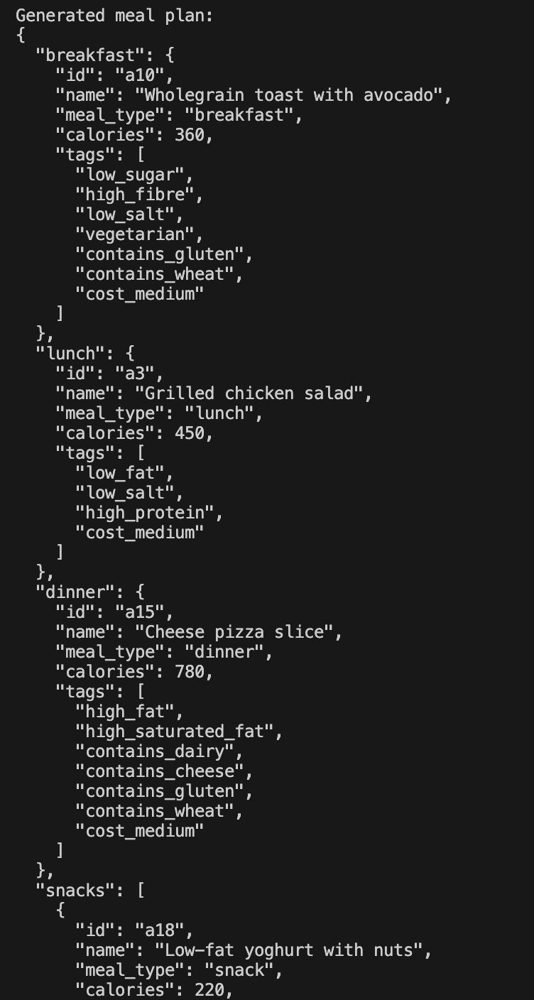 Generated meal plan:
{
  "breakfast": {
    "id": "a10",
    "name": "Wholegrain toast with avocado",
    "meal_type": "breakfast",
    "calories": 360,
    "tags": [
      "low_sugar",
      "high_fibre",
      "low_salt",
      "vegetarian",
      "contains_gluten",
      "contains_wheat",
      "cost_medium"
    ]
  },
  "lunch": {
    "id": "a3",
    "name": "Grilled chicken salad",
    "meal_type": "lunch",
    "calories": 450,
    "tags": [
      "low_fat",
      "low_salt",
      "high_protein",
      "cost_medium"
    ]
  },
  "dinner": {
    "id": "a15",
    "name": "Cheese pizza slice",
    "meal_type": "dinner",
    "calories": 780,
    "tags": [
      "high_fat",
      "high_saturated_fat",
      "contains_dairy",
      "contains_cheese",
      "contains_gluten",
      "contains_wheat",
      "cost_medium"
    ]
  },
  "snacks": [
    {
      "id": "a18",
      "name": "Low-fat yoghurt with nuts",
      "meal_type": "snack",
      "calories": 220,